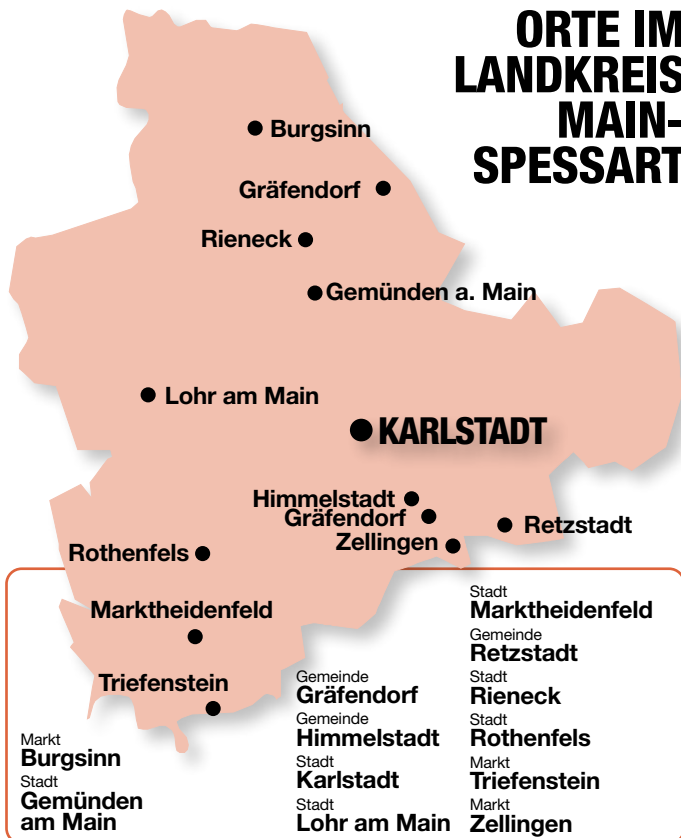 ORTE IM
LANDKREIS
MAIN-
SPESSART
Burgsinn
Gräfendorf
Rieneck
Gemünden a. Main
Lohr am Main
KARLSTADT
Himmelstadt
Gräfendorf
Retzstadt
Zellingen
Rothenfels
Marktheidenfeld
Triefenstein
Markt
Burgsinn
Stadt
Gemünden
am Main
Gemeinde
Gräfendorf
Gemeinde
Himmelstadt
Stadt
Karlstadt
Stadt
Lohr am Main
Stadt
Marktheidenfeld
Gemeinde
Retzstadt
Stadt
Rieneck
Stadt
Rothenfels
Markt
Triefenstein
Markt
Zellingen